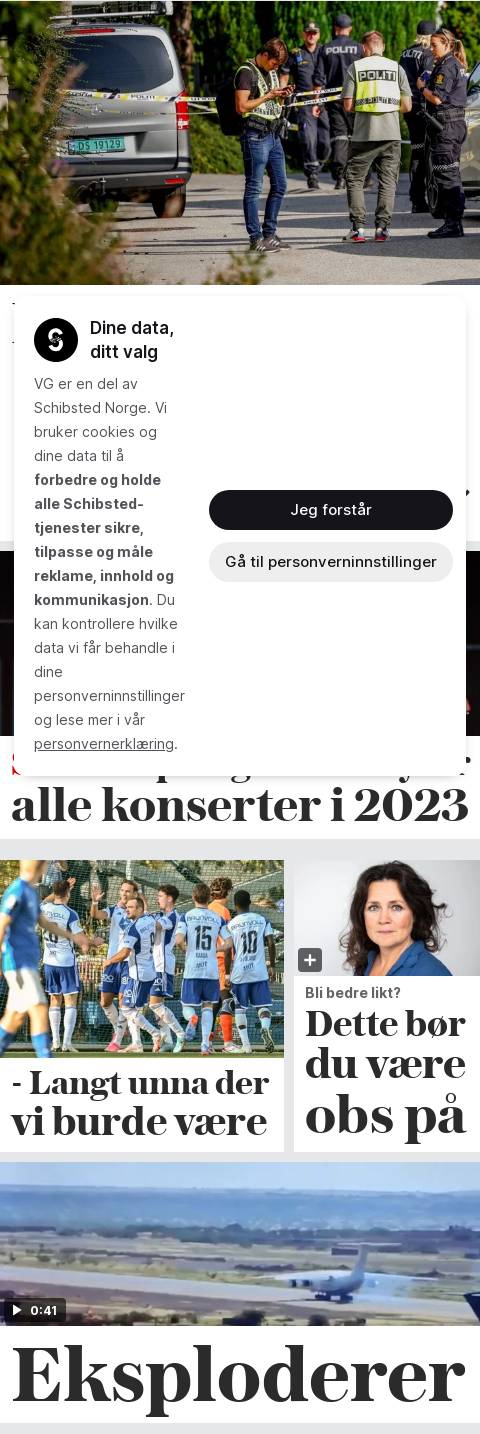 POLITI
POLITI
POLITI
POLITI
DS 19129
Dine data,
ditt valg
VG er en del av
Schibsted Norge. Vi
bruker cookies og
dine data til å
forbedre og holde
alle Schibsted-
tjenester sikre,
tilpasse og måle
reklame, innhold og
kommunikasjon. Du
kan kontrollere hvilke
data vi får behandle i
dine
personverninnstillinger
og lese mer i vår
personvernerklæring.
Jeg forstår
Gå til personverninnstillinger
alle konserter i 2023
15
10
- Langt unna der
vi burde være
Bli bedre likt?
Dette bør
du være
obs på
0:41
Eksploderer